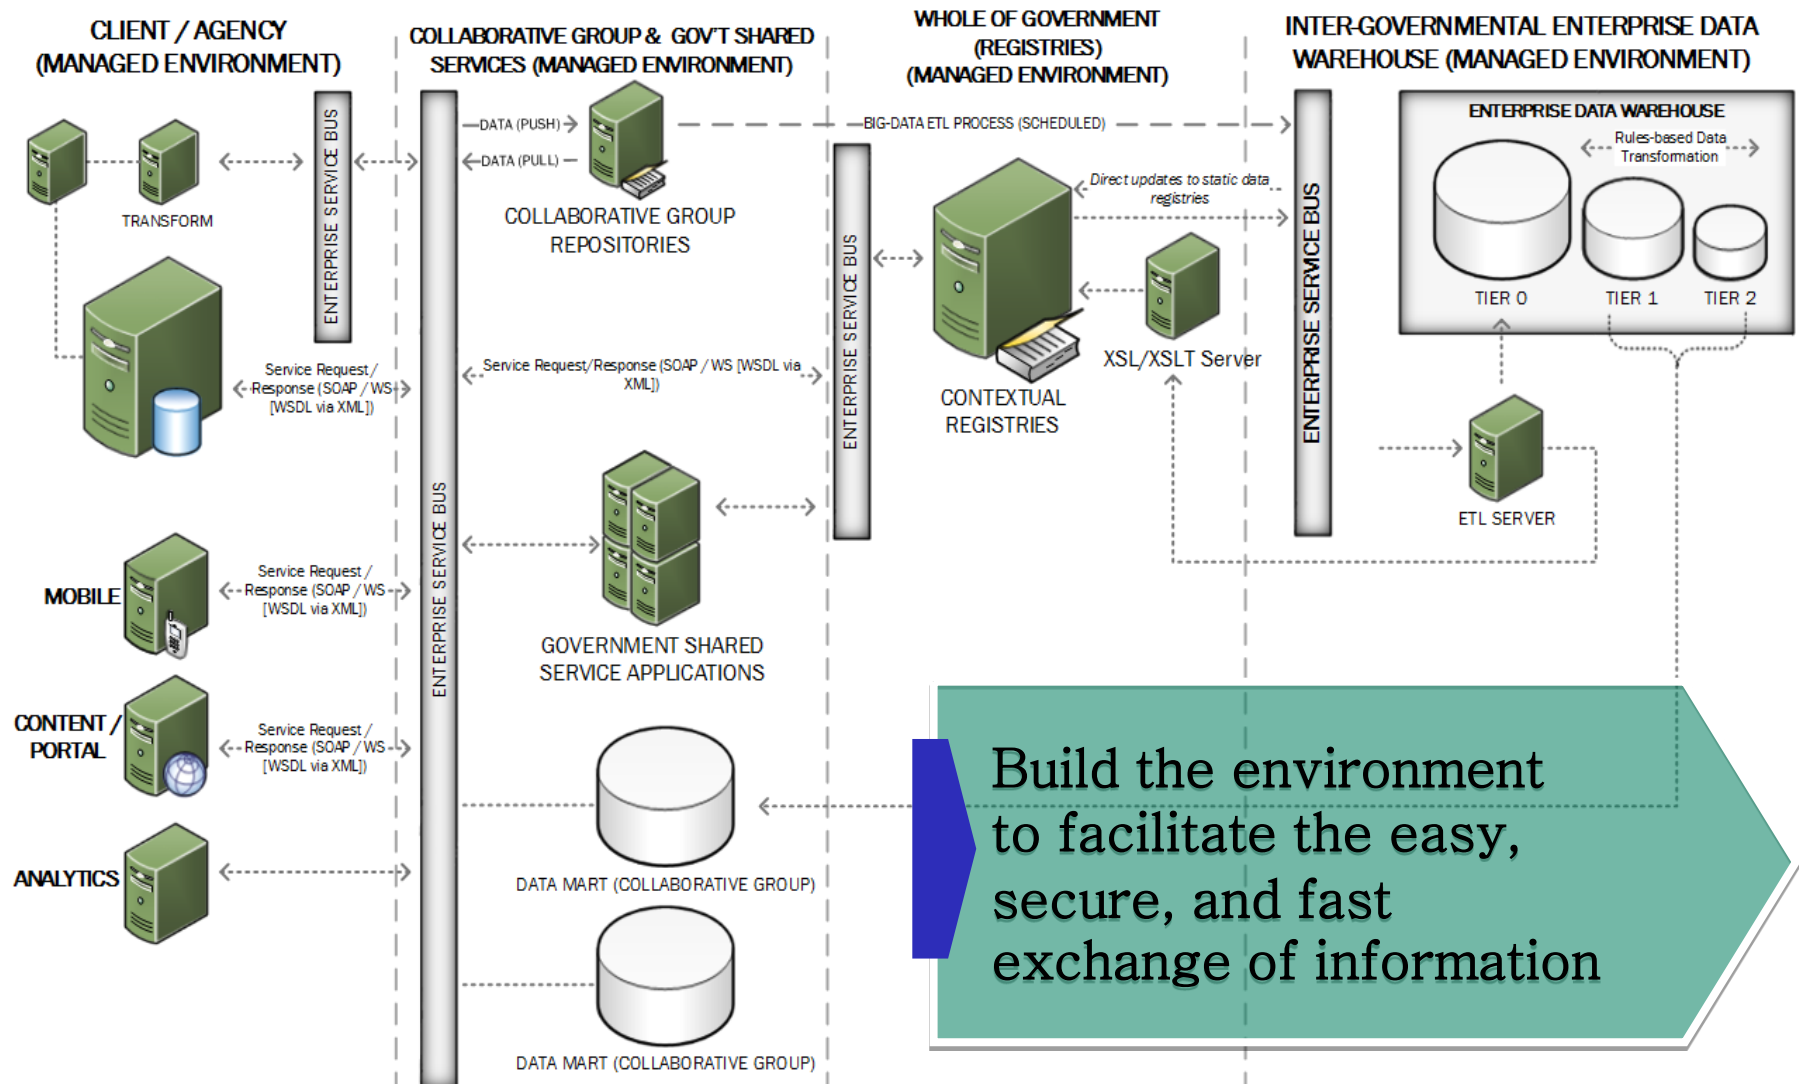 CLIENT / AGENCY
(MANAGED ENVIRONMENT)
COLLABORATIVE GROUP & GOV'T SHARED
SERVICES (MANAGED ENVIRONMENT)
WHOLE OF GOVERNMENT
(REGISTRIES)
(MANAGED ENVIRONMENT)
INTER-GOVERNMENTAL ENTERPRISE DATA
WAREHOUSE (MANAGED ENVIRONMENT)
TRANSFORM
ENTERPRISE SERVICE BUS
Service Request/
Response (SOAP / WS
[WSDL via XML])
MOBILE
Service Request /
Response (SOAP / WS
[WSDL via XML])
CONTENT /
PORTAL
Service Request /
Response (SOAP / WS
[WSDL via XML])
ANALYTICS
ENTERPRISE SERVICE BUS
DATA (PUSH)
DATA (PULL)
COLLABORATIVE GROUP
REPOSITORIES
Service Request/Response (SOAP / WS [WSDL via
XML])
GOVERNMENT SHARED
SERVICE APPLICATIONS
DATA MART (COLLABORATIVE GROUP)
DATA MART (COLLABORATIVE GROUP)
ENTERPRISE SERVICE BUS
BIG-DATA ETL PROCESS (SCHEDULED)
Direct updates to static data
registries
CONTEXTUAL
REGISTRIES
XSL/XSLT Server
ENTERPRISE SERVICE BUS
ENTERPRISE DATA WAREHOUSE
Rules-based Data
Transformation
TIER 0
TIER 1
TIER 2
ETL SERVER
Build the environment
to facilitate the easy,
secure, and fast
exchange of information